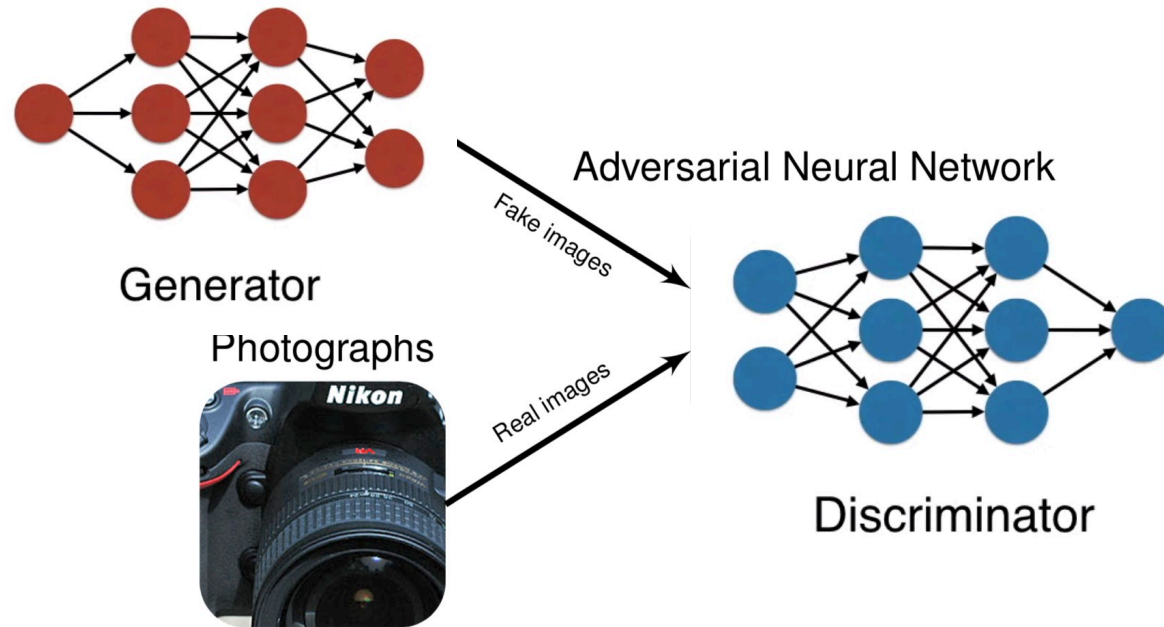 Adversarial Neural Network
Fake images
Generator
Photographs
Nikon
Real images
Discriminator